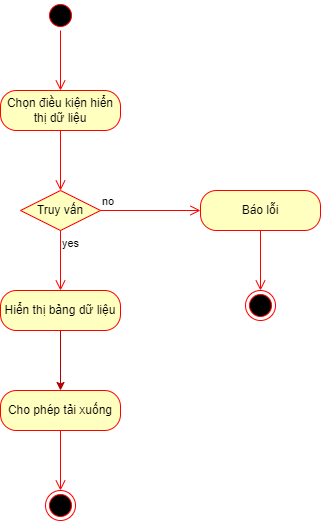 Chọn điều kiện hiển
thị dữ liệu
Truy vấn
no
Báo lỗi
yes
Hiển thị bảng dữ liệu
Cho phép tải xuống